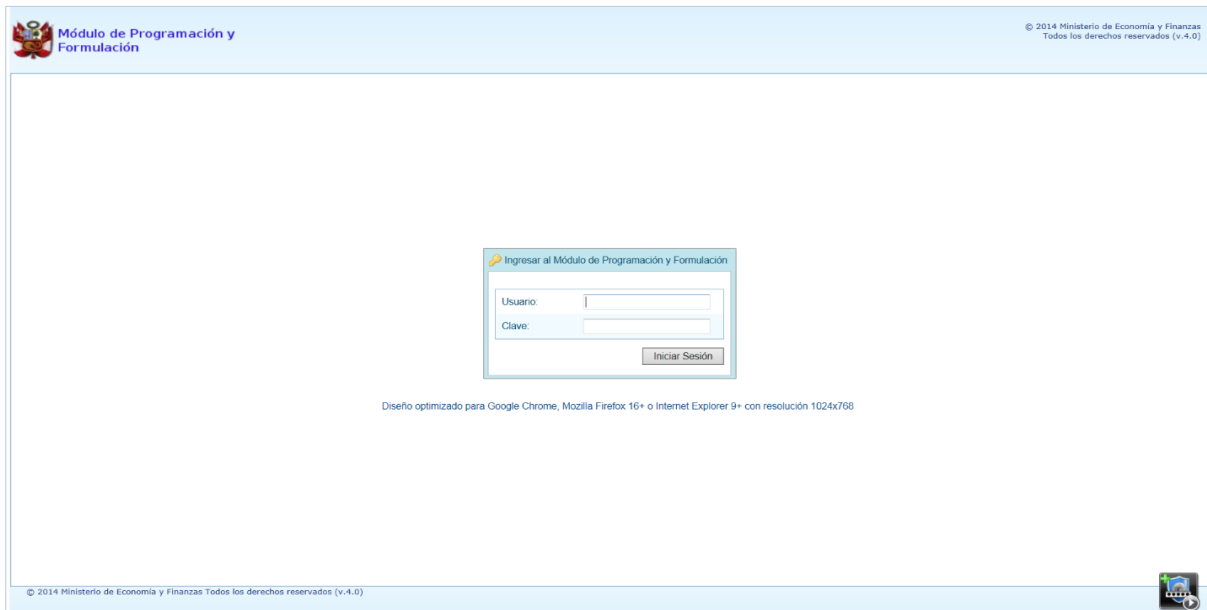 Módulo de Programación y
Formulación
© 2014 Ministerio de Economía y Finanzas
Todos los derechos reservados (v.4.0)
Ingresar al Módulo de Programación y Formulación
Usuario:
Clave:
Iniciar Sesión
Diseño optimizado para Google Chrome, Mozilla Firefox 16+ o Internet Explorer 9+ con resolución 1024x768
© 2014 Ministerio de Economía y Finanzas Todos los derechos reservados (v.4.0)